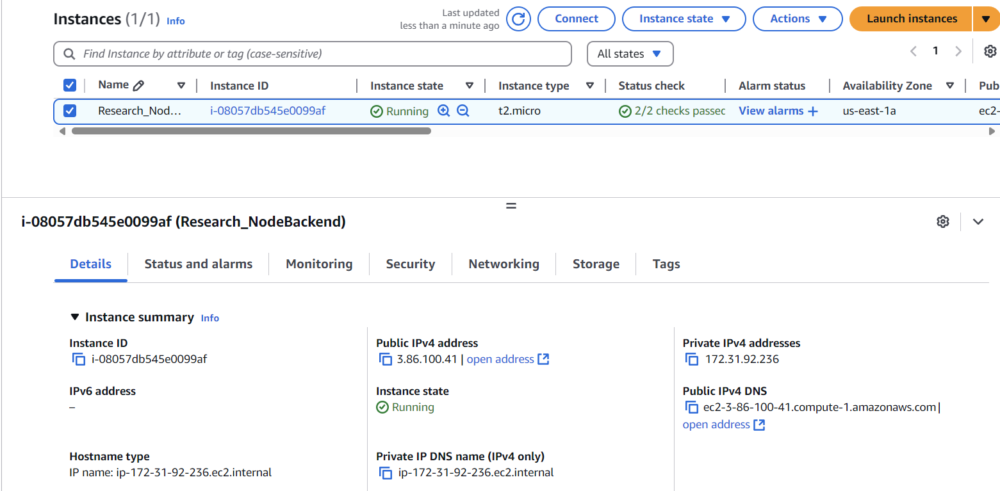 Instances (1/1) Info
Last updated
less than a minute ago
Connect
Instance state
Actions
Launch instances
Find Instance by attribute or tag (case-sensitive)
All states
1
Name
Instance ID
Instance state
Instance type
Status check
Alarm status
Availability Zone
Pub
Research_Nod...
i-08057db545e0099af
Running
t2.micro
2/2 checks passec
View alarms +
us-east-1a
ec2-
i-08057db545e0099af (Research_NodeBackend)
Details
Status and alarms
Monitoring
Security
Networking
Storage
Tags
Instance summary Info
Instance ID
i-08057db545e0099af
Public IPv4 address
3.86.100.41 | open address
Private IPv4 addresses
172.31.92.236
IPv6 address
–
Instance state
Running
Public IPv4 DNS
ec2-3-86-100-41.compute-1.amazonaws.com |
open address
Hostname type
IP name: ip-172-31-92-236.ec2.internal
Private IP DNS name (IPv4 only)
ip-172-31-92-236.ec2.internal